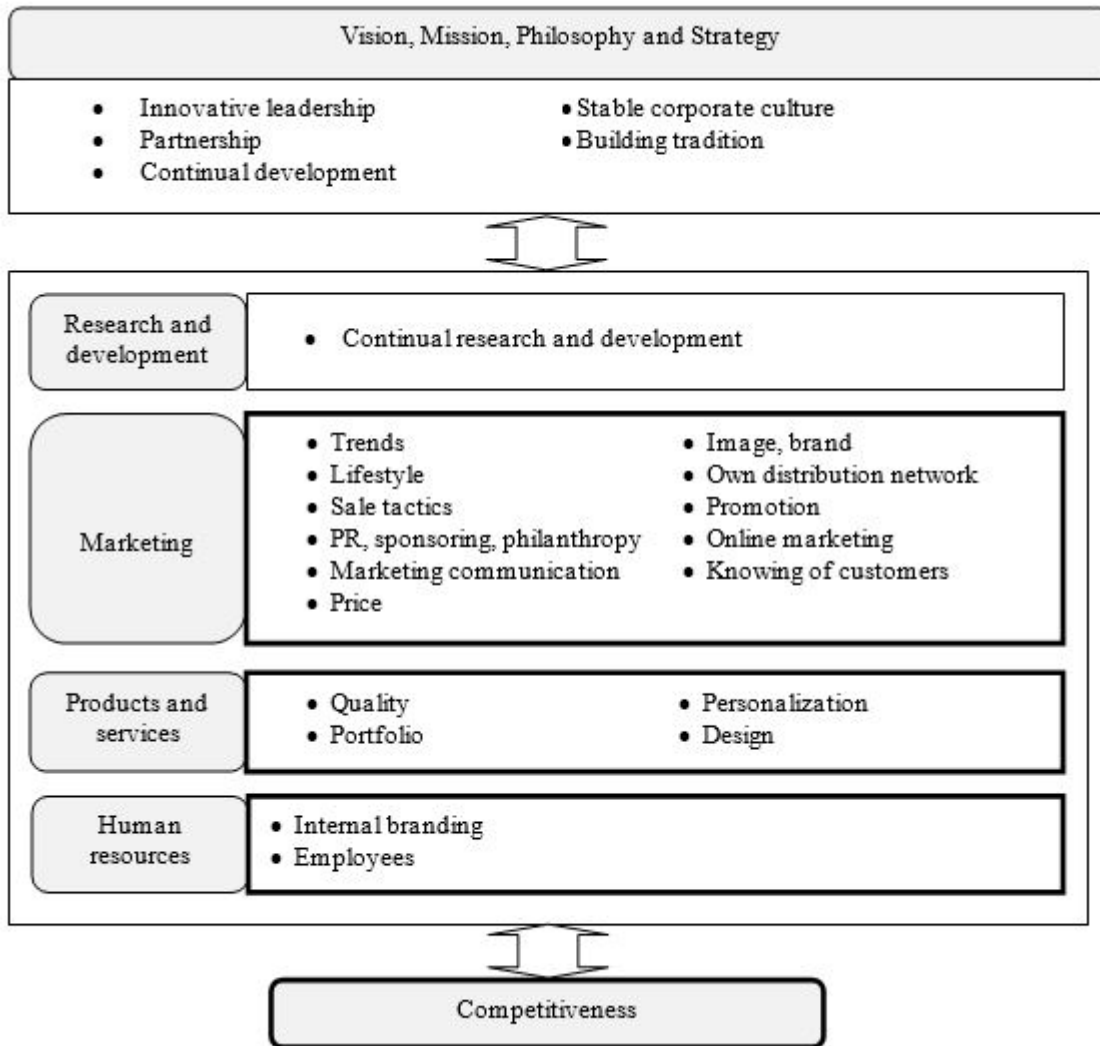 Vision, Mission, Philosophy and Strategy
• Innovative leadership
• Partnership
• Continual development
• Stable corporate culture
• Building tradition
Research and
development
• Continual research and development
Marketing
• Trends
• Lifestyle
• Sale tactics
• PR, sponsoring, philanthropy
• Marketing communication
• Price
• Image, brand
• Own distribution network
• Promotion
• Online marketing
• Knowing of customers
Products and
services
• Quality
• Portfolio
• Personalization
• Design
Human
resources
• Internal branding
• Employees
Competitiveness